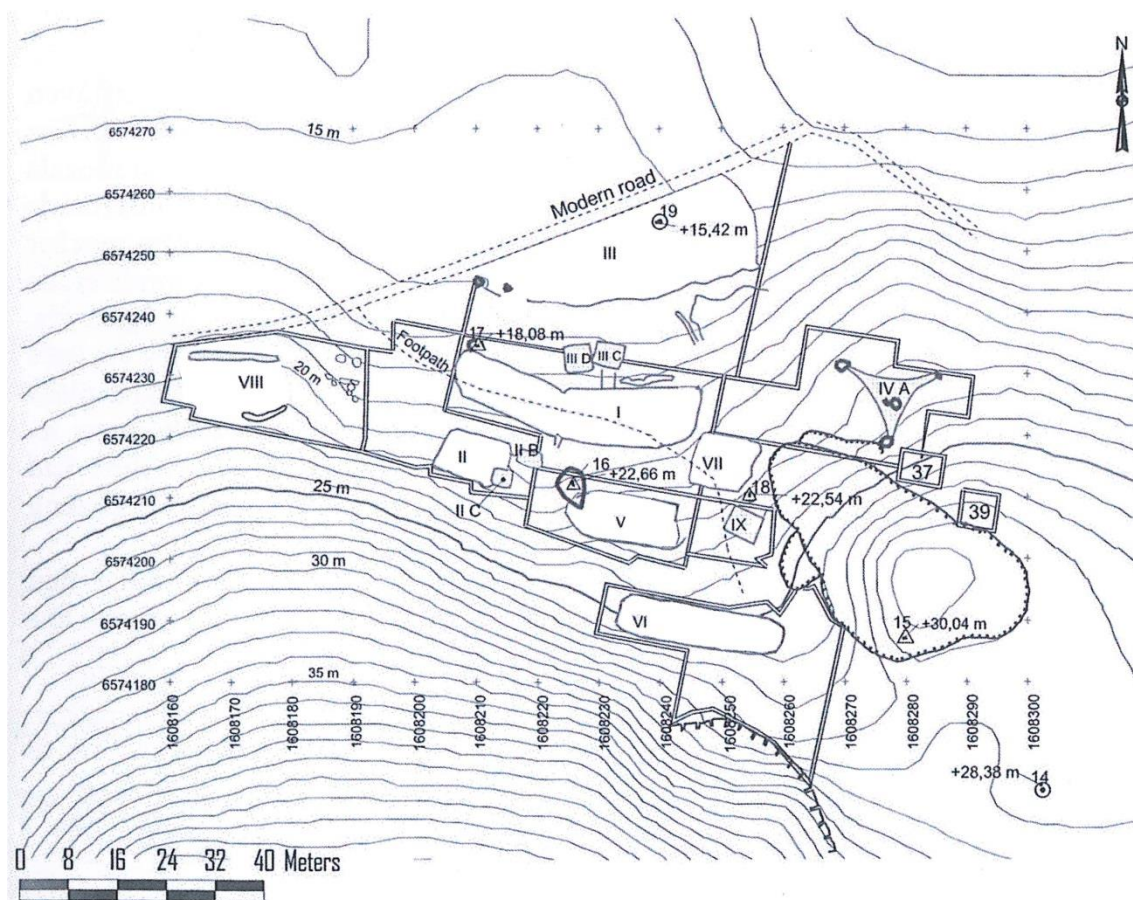 N
6574270
15 m
Modern road
19
+15,42 m
6574260
III
6574250
6574240
17
+18,08 m
Footpath
III D
III C
6574230
VIII
20 m
I
IV A
6574220
II
II B
16
+22,66 m
VII
37
6574210
25 m
II C
18
+22,54 m
39
V
IX
6574200
30 m
6574190
VI
15
+30,04 m
6574180
35 m
1608160
1608170
1608180
1608190
1608200
1608210
1608220
1608230
1608240
1608250
1608260
1608270
1608280
1608290
1608300
+28,38 m
14
0 8 16 24 32 40 Meters